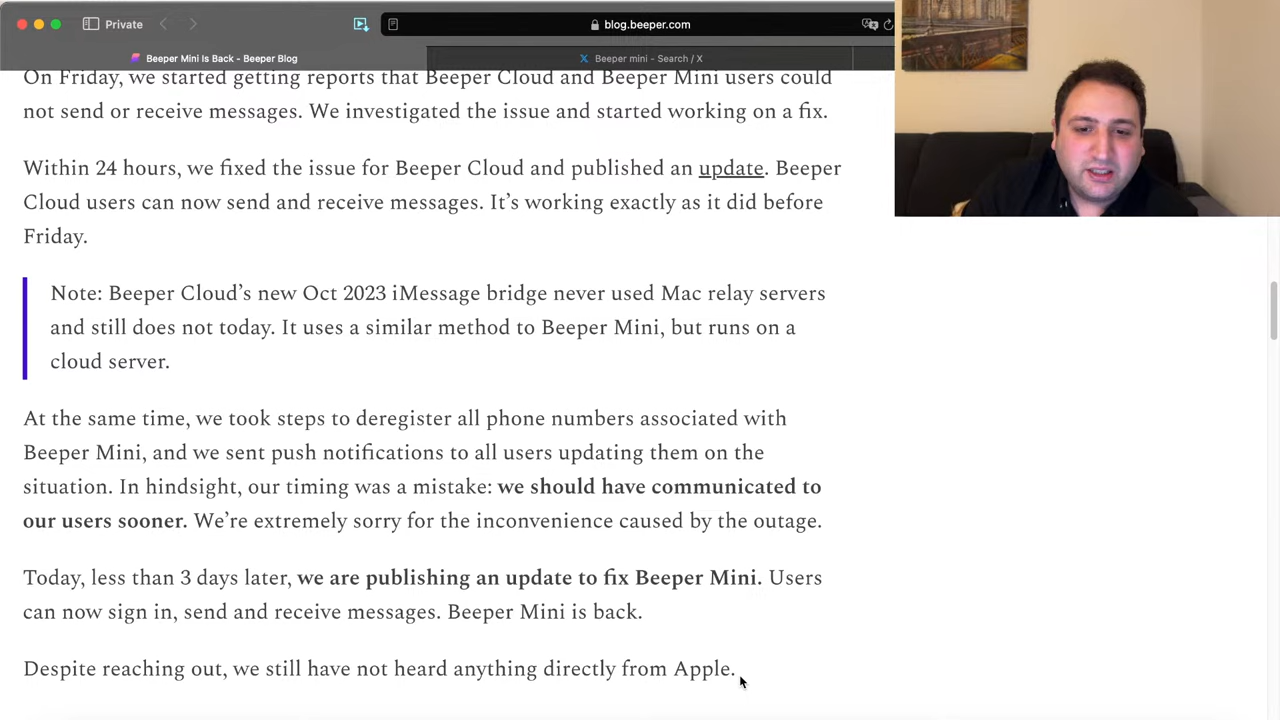 Private
blog.beeper.com
Beeper Mini Is Back - Beeper Blog
Beeper mini - Search / X
On Friday, we started getting reports that Beeper Cloud and Beeper Mini users could
not send or receive messages. We investigated the issue and started working on a fix.
Within 24 hours, we fixed the issue for Beeper Cloud and published an update. Beeper
Cloud users can now send and receive messages. It’s working exactly as it did before
Friday.
Note: Beeper Cloud’s new Oct 2023 iMessage bridge never used Mac relay servers
and still does not today. It uses a similar method to Beeper Mini, but runs on a
cloud server.
At the same time, we took steps to deregister all phone numbers associated with
Beeper Mini, and we sent push notifications to all users updating them on the
situation. In hindsight, our timing was a mistake: we should have communicated to
our users sooner. We’re extremely sorry for the inconvenience caused by the outage.
Today, less than 3 days later, we are publishing an update to fix Beeper Mini. Users
can now sign in, send and receive messages. Beeper Mini is back.
Despite reaching out, we still have not heard anything directly from Apple.